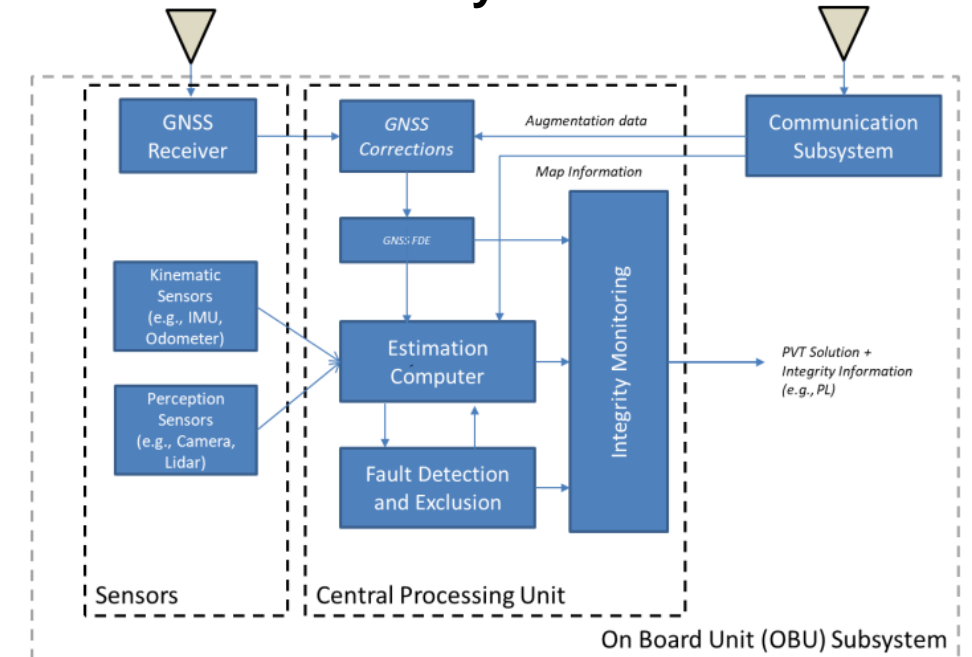 GNSS
Receiver
GNSS
Corrections
Augmentation data
Communication
Subsystem
Map Information
GNSS FDE
Kinematic
Sensors
(e.g., IMU,
Odometer)
Estimation
Computer
Integrity Monitoring
PVT Solution +
Integrity Information
(e.g., PL)
Perception
Sensors
(e.g., Camera,
Lidar)
Fault Detection
and Exclusion
Sensors
Central Processing Unit
On Board Unit (OBU) Subsystem